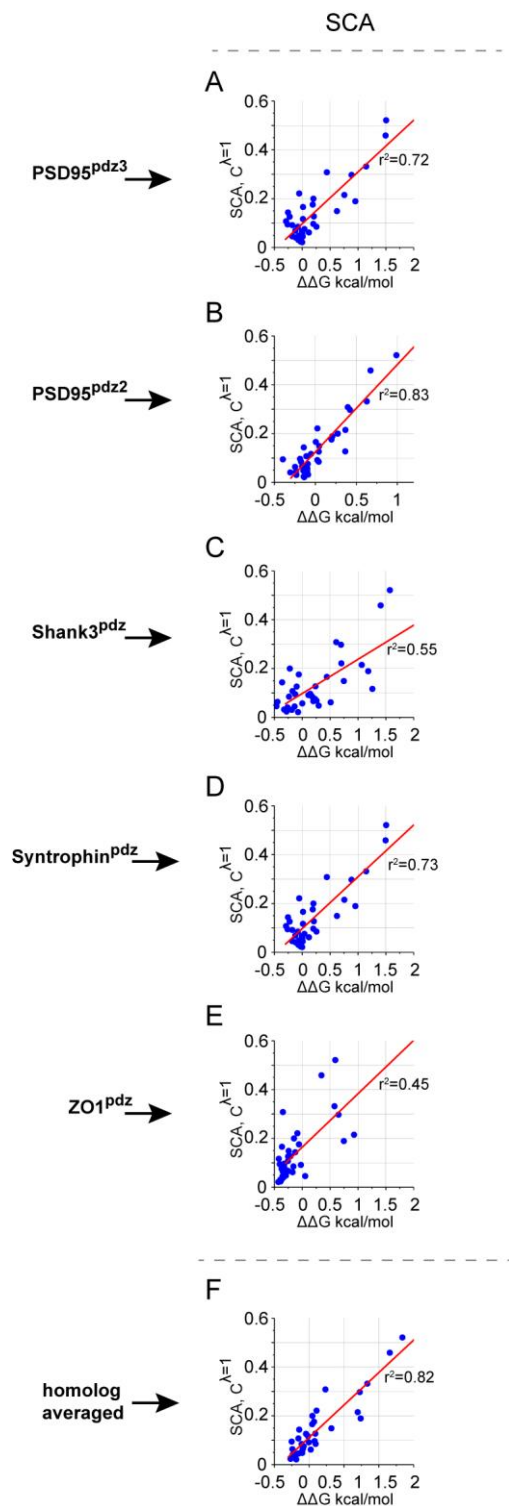 SCA
A
PSD95pdz3
SCA, Cλ=1
0.6
0.4
0.2
0
r²=0.72
-0.5 0 0.5 1 1.5 2
ΔΔG kcal/mol
B
PSD95pdz2
SCA, Cλ=1
0.6
0.4
0.2
0
r²=0.83
0 0.5 1
ΔΔG kcal/mol
C
Shank3pdz
SCA, Cλ=1
0.6
0.4
0.2
0
r²=0.55
-0.5 0 0.5 1 1.5 2
ΔΔG kcal/mol
D
Syntrophinpdz
SCA, Cλ=1
0.6
0.4
0.2
0
r²=0.73
-0.5 0 0.5 1 1.5 2
ΔΔG kcal/mol
E
ZO1pdz
SCA, Cλ=1
0.6
0.4
0.2
0
r²=0.45
-0.5 0 0.5 1 1.5 2
ΔΔG kcal/mol
F
homolog
averaged
SCA, Cλ=1
0.6
0.4
0.2
0
r²=0.82
-0.5 0 0.5 1 1.5 2
ΔΔG kcal/mol